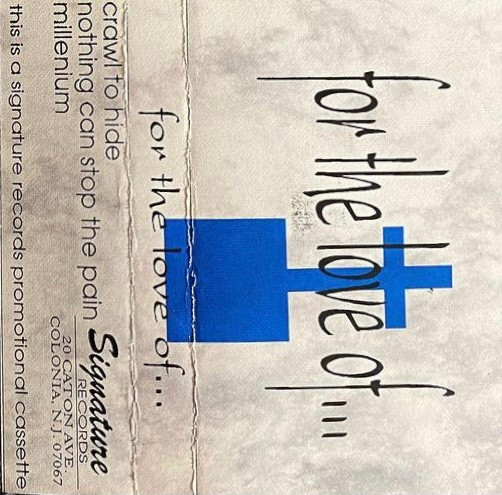 for the love of...
for the love of....
crawl to hide
nothing can stop the pain
millenium
Signature
RECORDS
20 CATON AVE.
COLONIA, N.J. 07067
this is a signature records promotional cassette